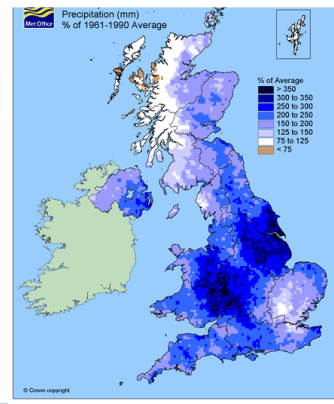 Met Office
Precipitation (mm)
% of 1961-1990 Average
% of Average
> 350
300 to 350
250 to 300
200 to 250
150 to 200
125 to 150
75 to 125
< 75
© Crown copyright